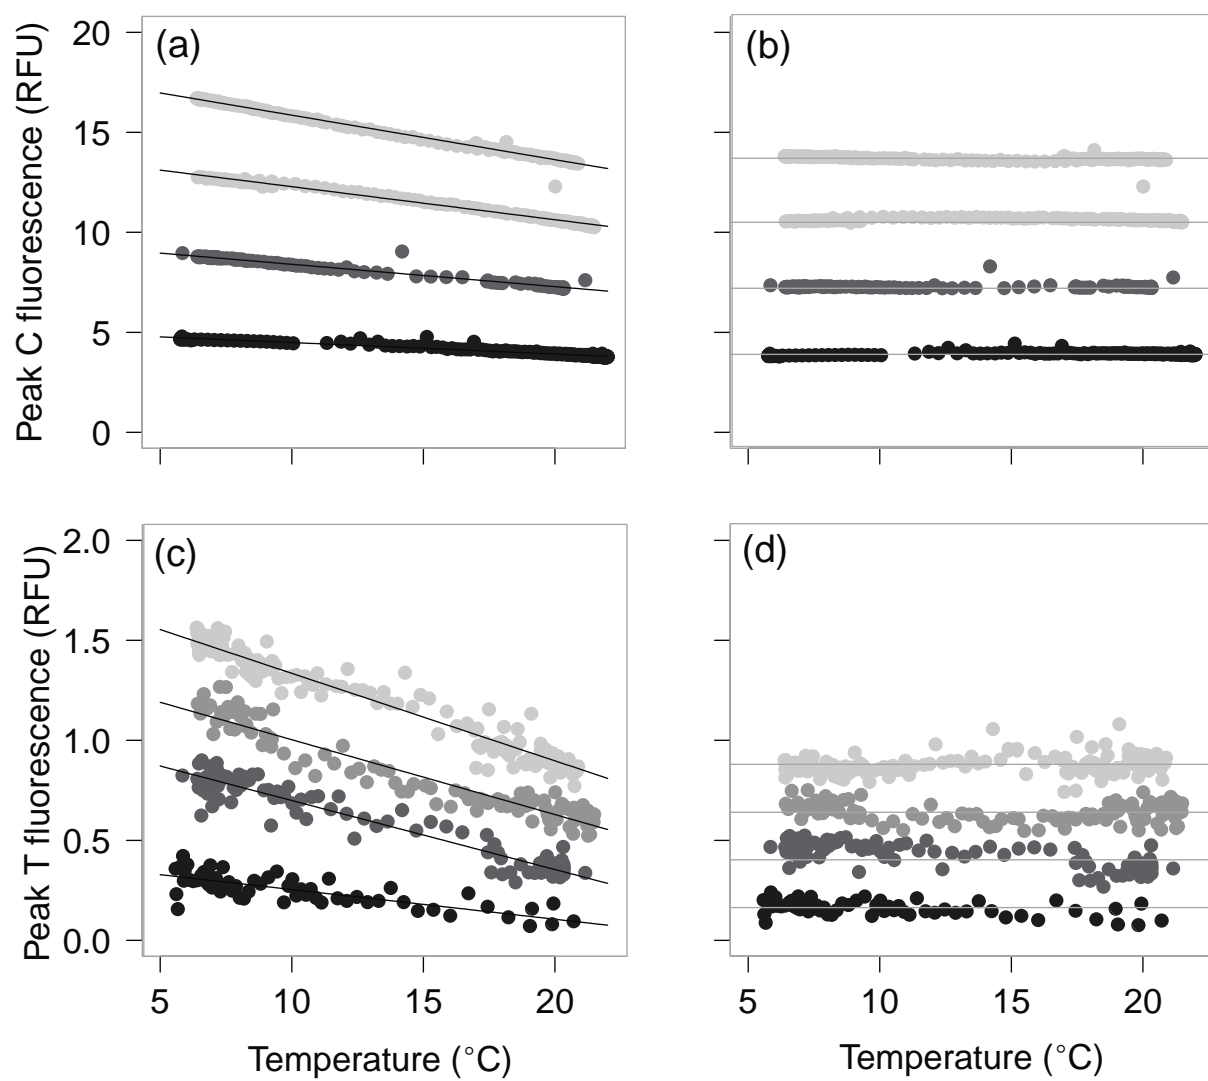 (a)
(b)
Peak C fluorescence (RFU)
20
15
10
5
0
(c)
(d)
Peak T fluorescence (RFU)
2.0
1.5
1.0
0.5
0.0
5 10 15 20
5 10 15 20
Temperature (°C)
Temperature (°C)